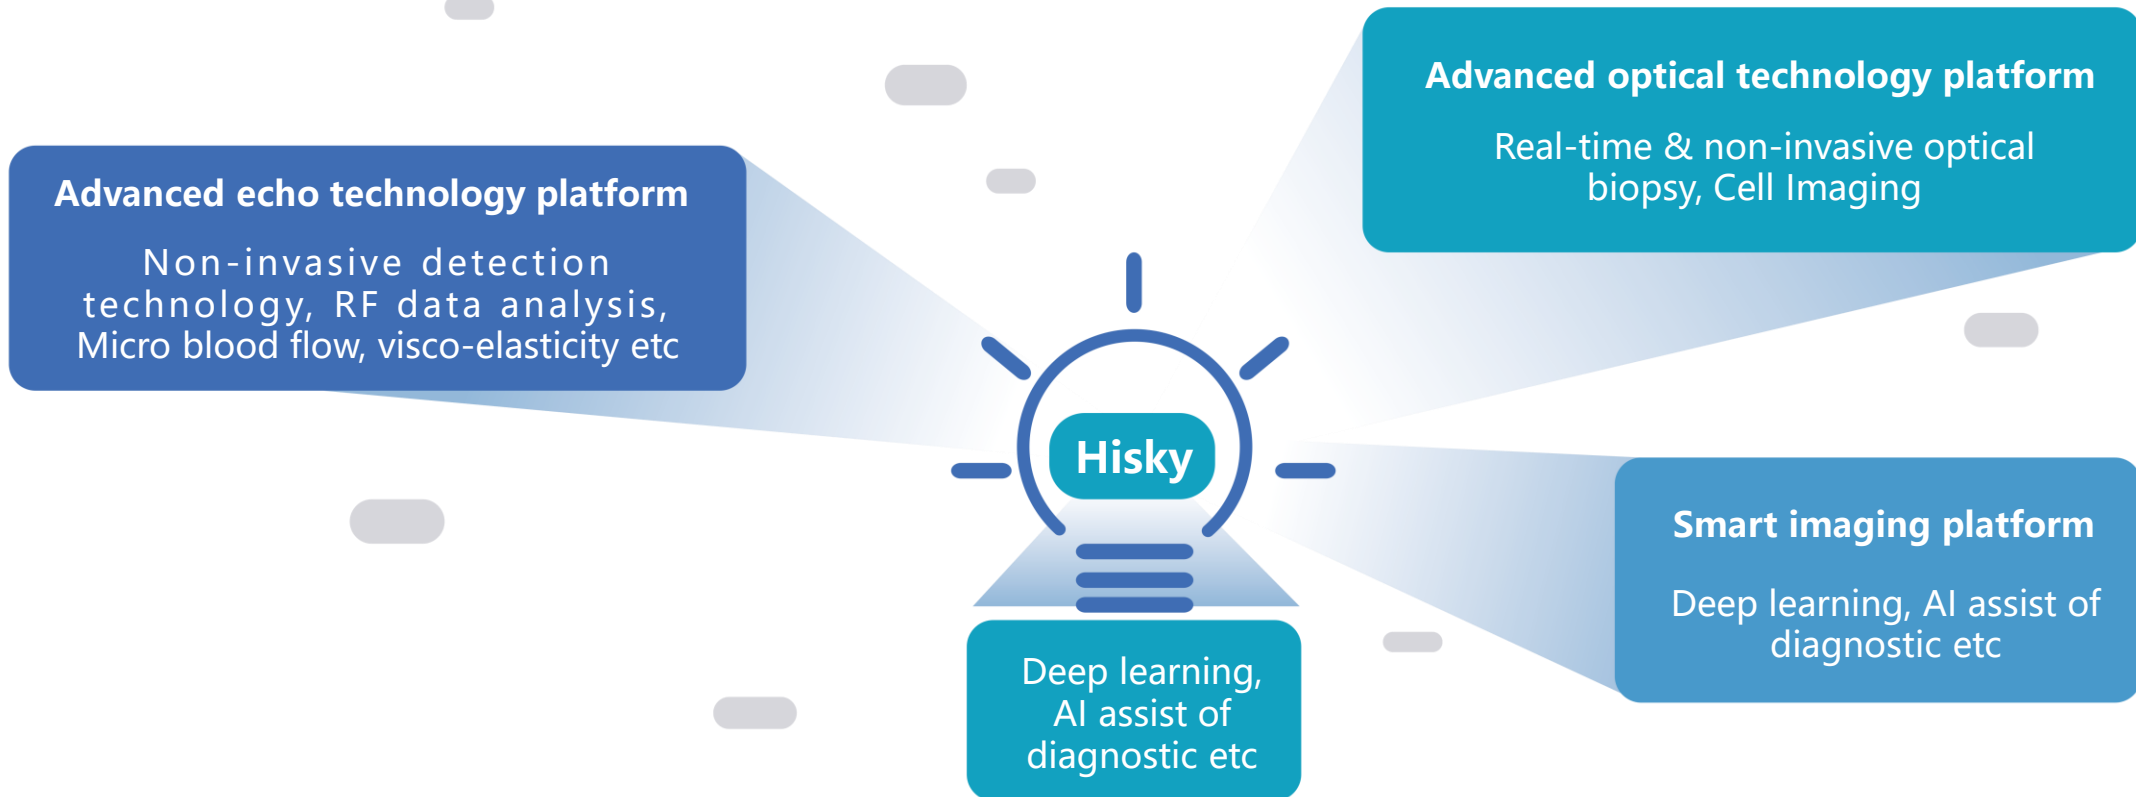 Advanced optical technology platform
Real-time & non-invasive optical
biopsy, Cell Imaging
Advanced echo technology platform
Non-invasive detection
technology, RF data analysis,
Micro blood flow, visco-elasticity etc
Hisky
Smart imaging platform
Deep learning, AI assist of
diagnostic etc
Deep learning,
AI assist of
diagnostic etc